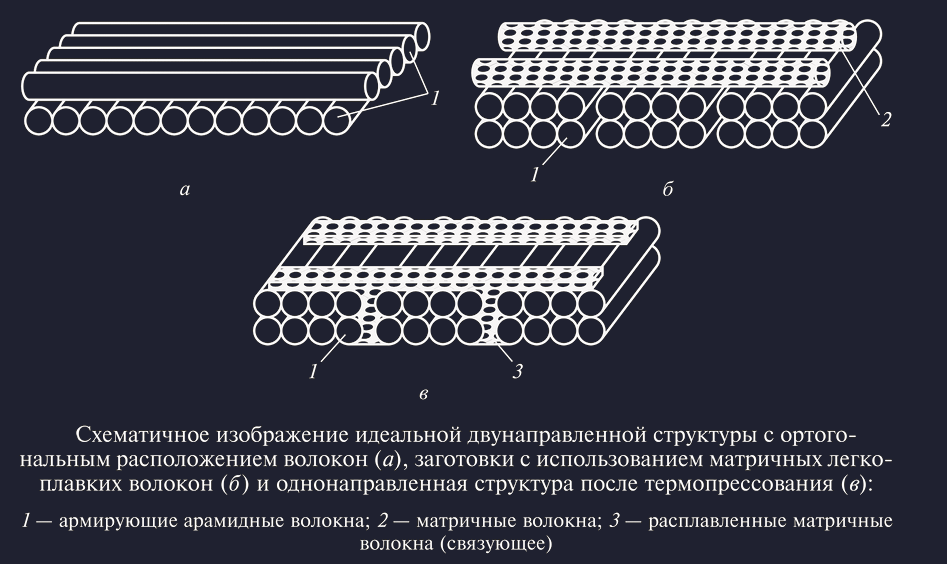 1
а
2
1
б
1
3
в
Схематичное изображение идеальной двунаправленной структуры с ортого-
нальным расположением волокон (а), заготовки с использованием матричных легко-
плавких волокон (б) и однонаправленная структура после термопрессования (в):
1 — армирующие арамидные волокна; 2 — матричные волокна; 3 — расплавленные матричные
волокна (связующее)